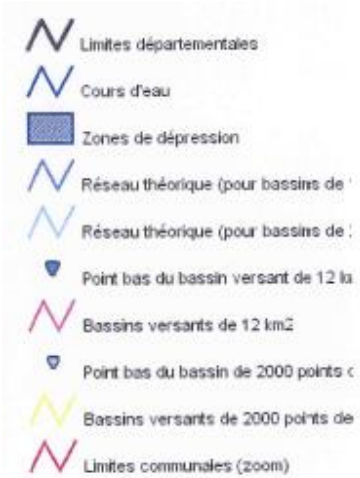 Limites départementales
Cours d'eau
Zones de dépression
Réseau théorique (pour bassins de
Réseau théorique (pour bassins de
Point bas du bassin versant de 12
Bassins versants de 12 km2
Point bas du bassin de 2000 points
Bassins versants de 2000 points de
Limites communales (zoom)